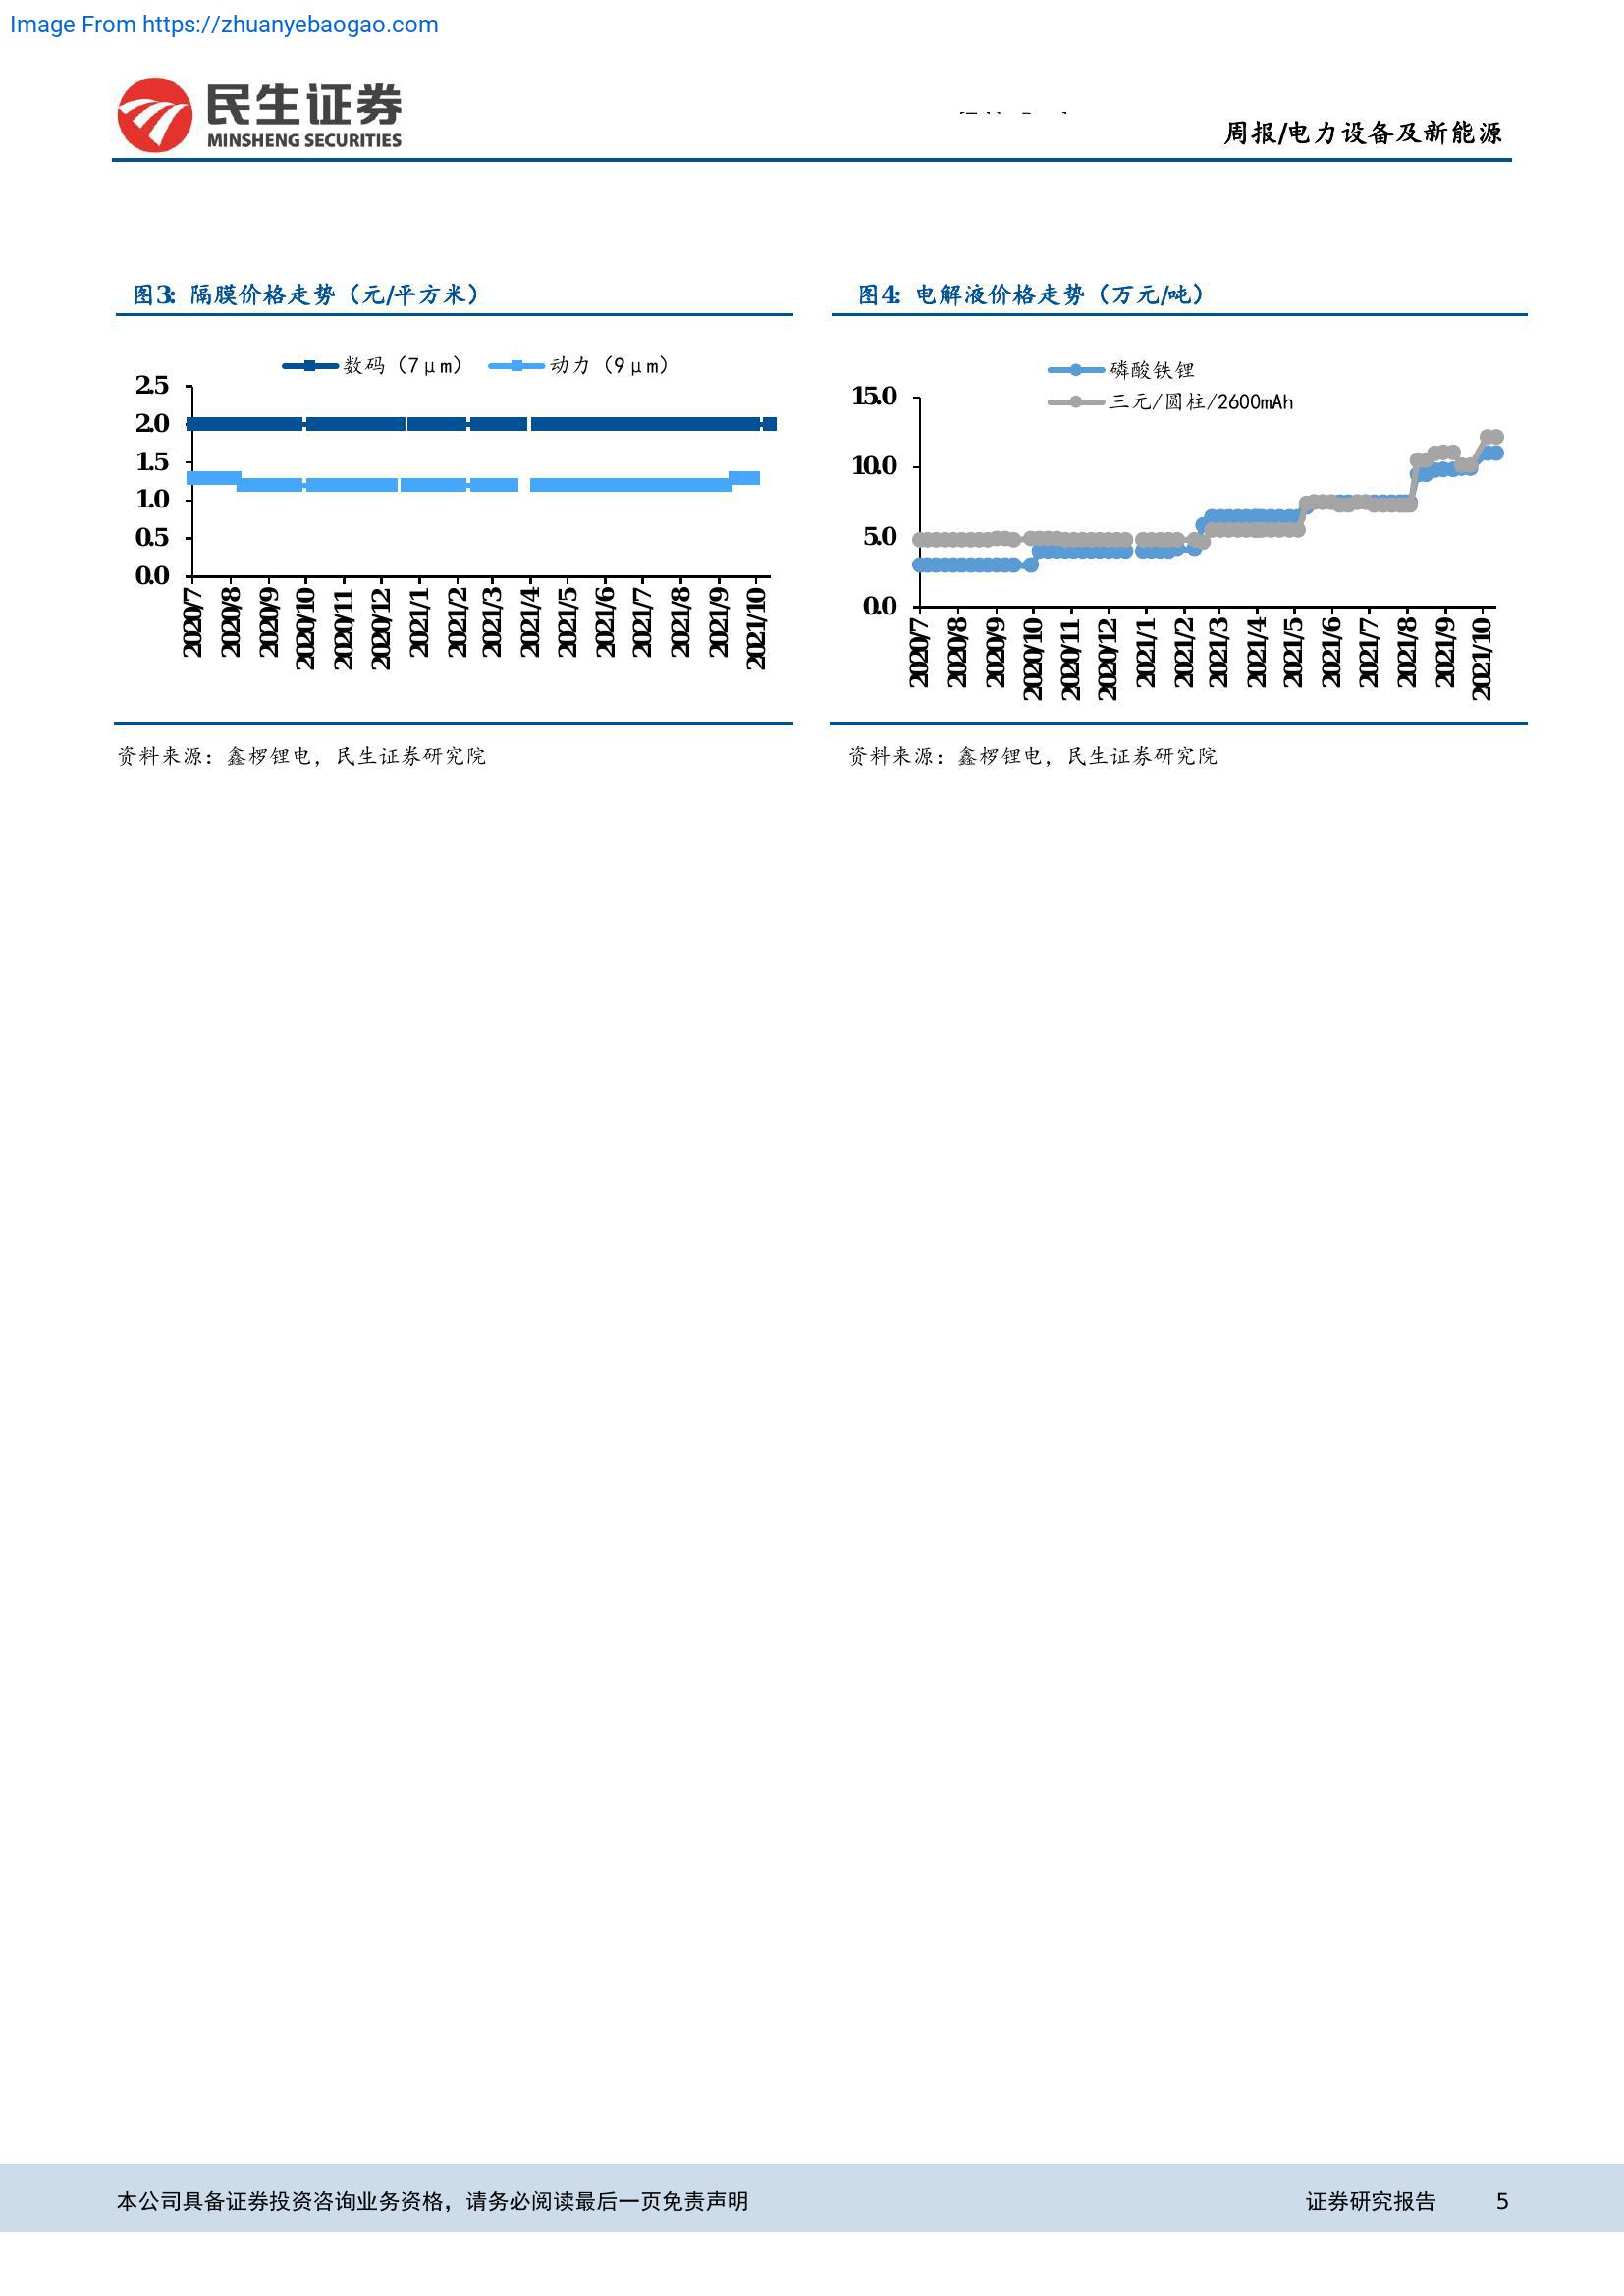 Image From https://zhuanyebaogao.com
民生证券
MINSHENG SECURITIES
周报/电力设备及新能源
图3: 隔膜价格走势（元/平方米）
数码（7μm） 动力（9μm）
2.5
2.0
1.5
1.0
0.5
0.0
2020/7 2020/8 2020/9 2020/10 2020/11 2020/12 2021/1 2021/2 2021/3 2021/4 2021/5 2021/6 2021/7 2021/8 2021/9 2021/10
资料来源：鑫椤锂电，民生证券研究院
图4: 电解液价格走势（万元/吨）
磷酸铁锂
三元/圆柱/2600mAh
15.0
10.0
5.0
0.0
2020/7 2020/8 2020/9 2020/10 2020/11 2020/12 2021/1 2021/2 2021/3 2021/4 2021/5 2021/6 2021/7 2021/8 2021/9 2021/10
资料来源：鑫椤锂电，民生证券研究院
本公司具备证券投资咨询业务资格，请务必阅读最后一页免责声明 证券研究报告 5